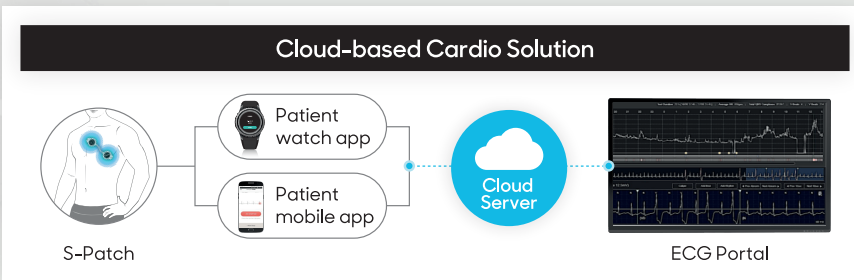 Cloud-based Cardio Solution
Patient
watch app
Patient
mobile app
Cloud
Server
S-Patch
ECG Portal